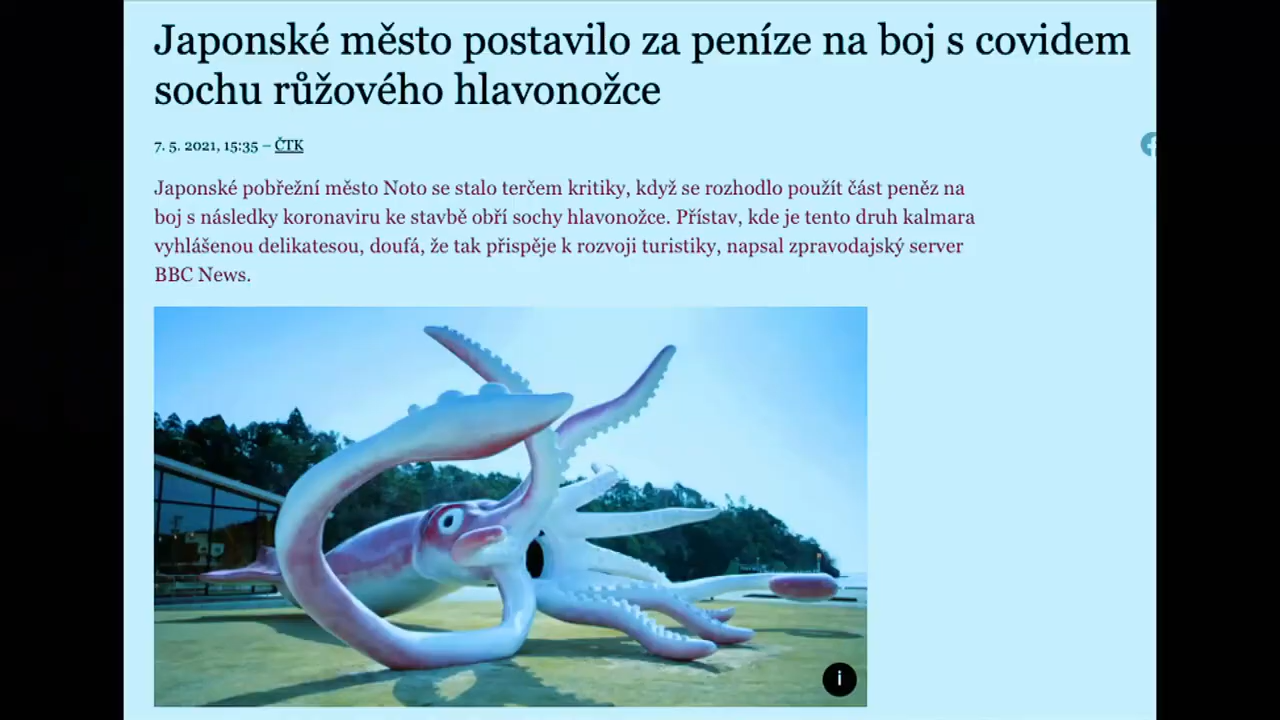 Japonské město postavilo za peníze na boj s covidem
sochu růžového hlavonožce
7. 5. 2021, 15:35 – ČTK
Japonské pobřežní město Noto se stalo terčem kritiky, když se rozhodlo použít část peněz na
boj s následky koronaviru ke stavbě obří sochy hlavonožce. Přístav, kde je tento druh kalmara
vyhlášenou delikatesou, doufá, že tak přispěje k rozvoji turistiky, napsal zpravodajský server
BBC News.
i